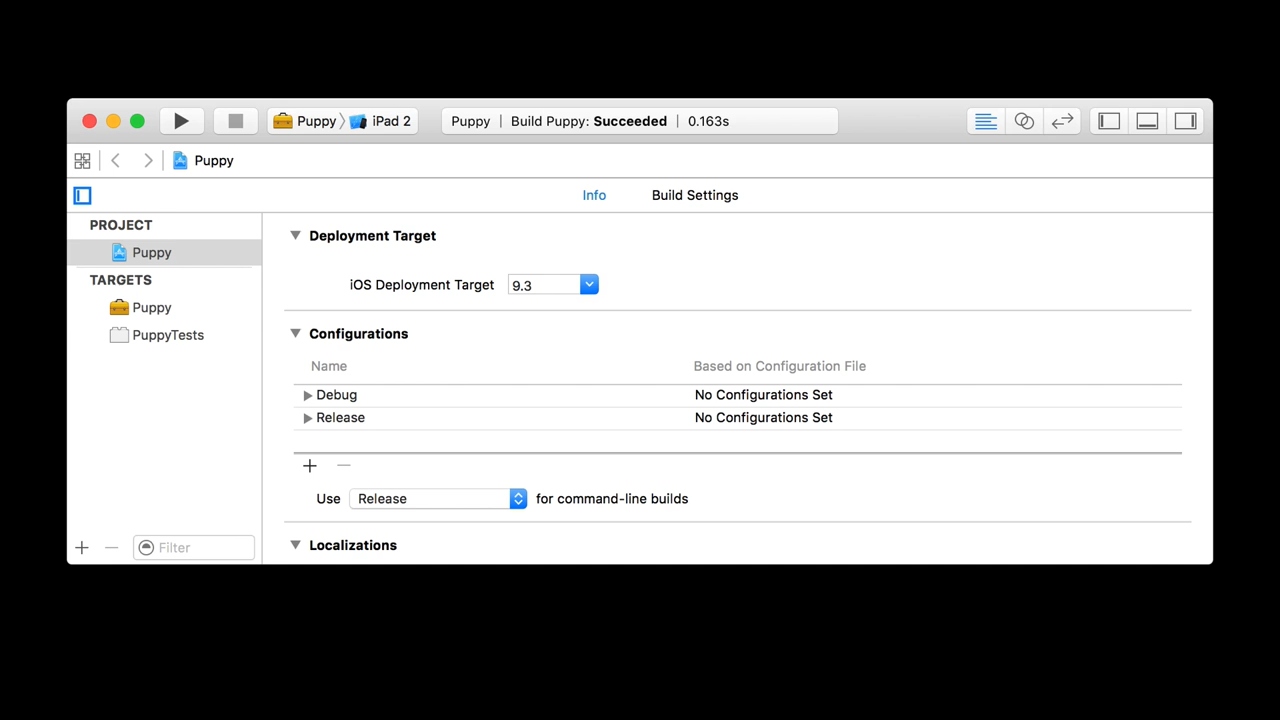 Puppy 〉 iPad 2 Puppy | Build Puppy: Succeeded | 0.163s
Puppy
Info Build Settings
PROJECT
Puppy
TARGETS
Puppy
PuppyTests
Filter
Deployment Target
iOS Deployment Target 9.3
Configurations
Name Based on Configuration File
Debug No Configurations Set
Release No Configurations Set
Use Release for command-line builds
Localizations